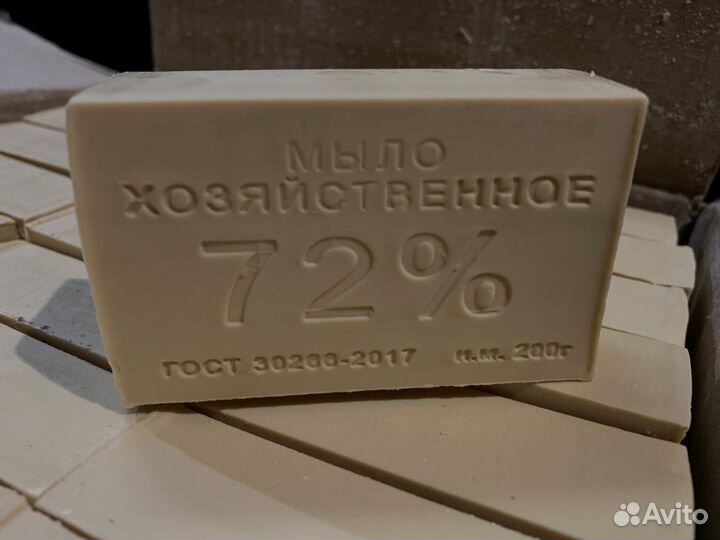 МЫЛО
ХОЗЯЙСТВЕННОЕ
72%
ГОСТ 30266-2017 н.м. 200г
Avito